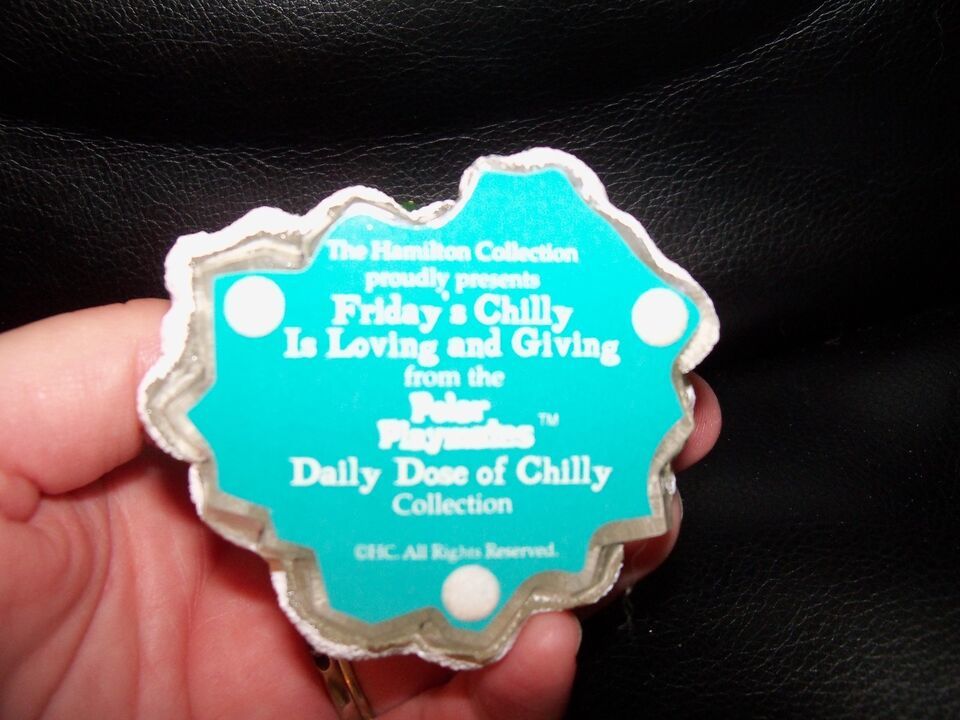 The Hamilton Collection
proudly presents
Friday's Chilly
Is Loving and Giving
from the
Polar
Playmates™
Daily Dose of Chilly
Collection
©HC. All Rights Reserved.